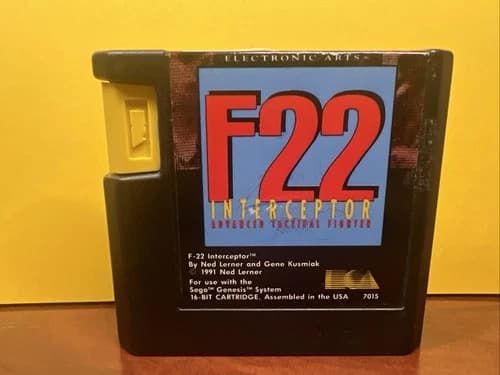 ELECTRONIC ARTS™
F22
INTERCEPTOR
ADVANCED TACTICAL FIGHTER
F-22 Interceptor™
By Ned Lerner and Gene Kusmiak
© 1991 Ned Lerner
For use with the
Sega™ Genesis™ System
16-BIT CARTRIDGE. Assembled in the USA 7015